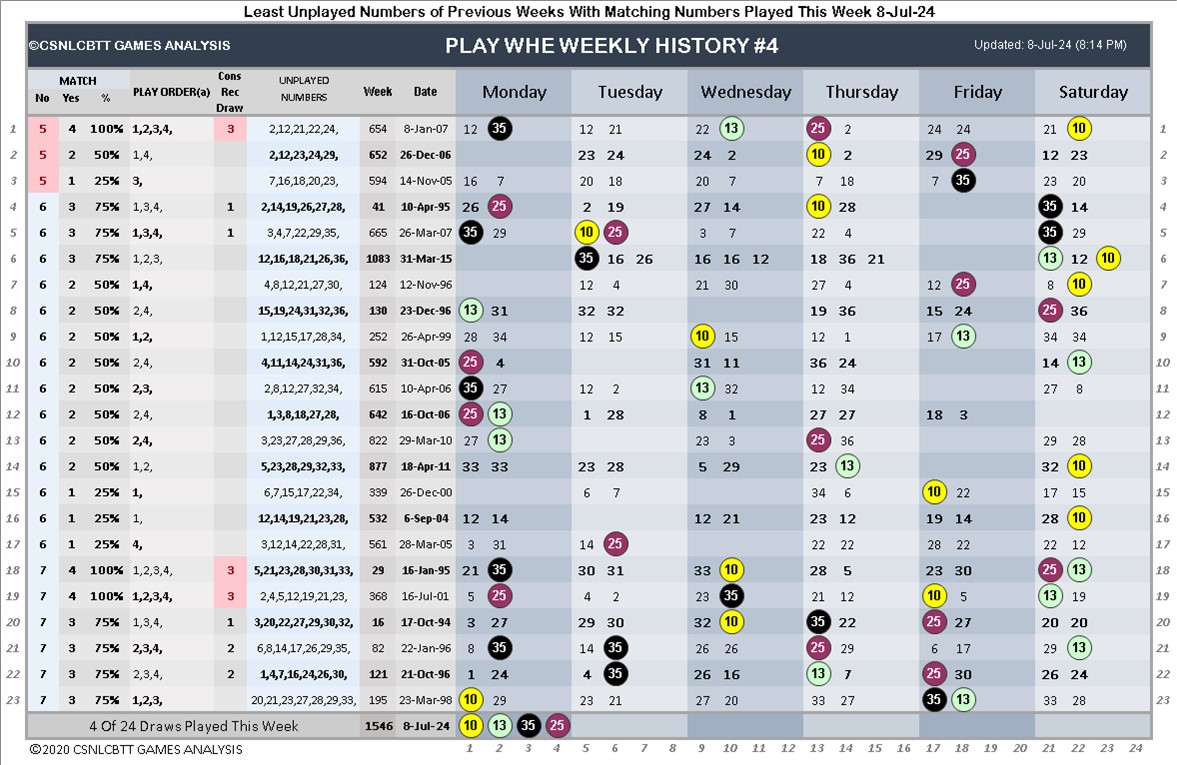 Least Unplayed Numbers of Previous Weeks With Matching Numbers Played This Week 8-Jul-24
©CSNLCBTT GAMES ANALYSIS PLAY WHE WEEKLY HISTORY #4 Updated: 8-Jul-24 (8:14 PM)
MATCH No Yes % PLAY ORDER(a) Cons Rec Draw UNPLAYED NUMBERS Week Date Monday Tuesday Wednesday Thursday Friday Saturday
1 5 4 100% 1,2,3,4, 3 2,12,21,22,24, 654 8-Jan-07 12 35 12 21 22 13 25 2 24 24 21 10 1
2 5 2 50% 1,4, 2,12,23,24,29, 652 26-Dec-06 23 24 24 2 10 2 29 25 12 23 2
3 5 1 25% 3, 7,16,18,20,23, 594 14-Nov-05 16 7 20 18 20 7 7 18 7 35 23 20 3
4 6 3 75% 1,3,4, 1 2,14,19,26,27,28, 41 10-Apr-95 26 25 2 19 27 14 10 28 35 14 4
5 6 3 75% 1,3,4, 1 3,4,7,22,29,35, 665 26-Mar-07 35 29 10 25 3 7 22 4 35 29 5
6 6 3 75% 1,2,3, 12,16,18,21,26,36, 1083 31-Mar-15 35 16 26 16 16 12 18 36 21 13 12 10 6
7 6 2 50% 1,4, 4,8,12,21,27,30, 124 12-Nov-96 12 4 21 30 27 4 12 25 8 10 7
8 6 2 50% 2,4, 15,19,24,31,32,36, 130 23-Dec-96 13 31 32 32 19 36 15 24 25 36 8
9 6 2 50% 1,2, 1,12,15,17,28,34, 252 26-Apr-99 28 34 12 15 10 15 12 1 17 13 34 34 9
10 6 2 50% 2,4, 4,11,14,24,31,36, 592 31-Oct-05 25 4 31 11 36 24 14 13 10
11 6 2 50% 2,3, 2,8,12,27,32,34, 615 10-Apr-06 35 27 12 2 13 32 12 34 27 8 11
12 6 2 50% 2,4, 1,3,8,18,27,28, 642 16-Oct-06 25 13 1 28 8 1 27 27 18 3 12
13 6 2 50% 2,4, 3,23,27,28,29,36, 822 29-Mar-10 27 13 23 3 25 36 29 28 13
14 6 2 50% 1,2, 5,23,28,29,32,33, 877 18-Apr-11 33 33 23 28 5 29 23 13 32 10 14
15 6 1 25% 1, 6,7,15,17,22,34, 339 26-Dec-00 6 7 34 6 10 22 17 15 15
16 6 1 25% 1, 12,14,19,21,23,28, 532 6-Sep-04 12 14 12 21 23 12 19 14 28 10 16
17 6 1 25% 4, 3,12,14,22,28,31, 561 28-Mar-05 3 31 14 25 22 22 28 22 22 12 17
18 7 4 100% 1,2,3,4, 3 5,21,23,28,30,31,33, 29 16-Jan-95 21 35 30 31 33 10 28 5 23 30 25 13 18
19 7 4 100% 1,2,3,4, 3 2,4,5,12,19,21,23, 368 16-Jul-01 5 25 4 2 23 35 21 12 10 5 13 19 19
20 7 3 75% 1,3,4, 1 3,20,22,27,29,30,32, 16 17-Oct-94 3 27 29 30 32 10 35 22 25 27 20 20 20
21 7 3 75% 2,3,4, 2 6,8,14,17,26,29,35, 82 22-Jan-96 8 35 14 35 26 26 25 29 6 17 29 13 21
22 7 3 75% 2,3,4, 2 1,4,7,16,24,26,30, 121 21-Oct-96 1 24 4 35 26 16 13 7 25 30 26 24 22
23 7 3 75% 1,2,3, 20,21,23,27,28,29,33, 195 23-Mar-98 10 29 23 21 27 20 33 27 35 13 33 28 23
4 Of 24 Draws Played This Week 1546 8-Jul-24 10 13 35 25
©2020 CSNLCBTT GAMES ANALYSIS 1 2 3 4 5 6 7 8 9 10 11 12 13 14 15 16 17 18 19 20 21 22 23 24